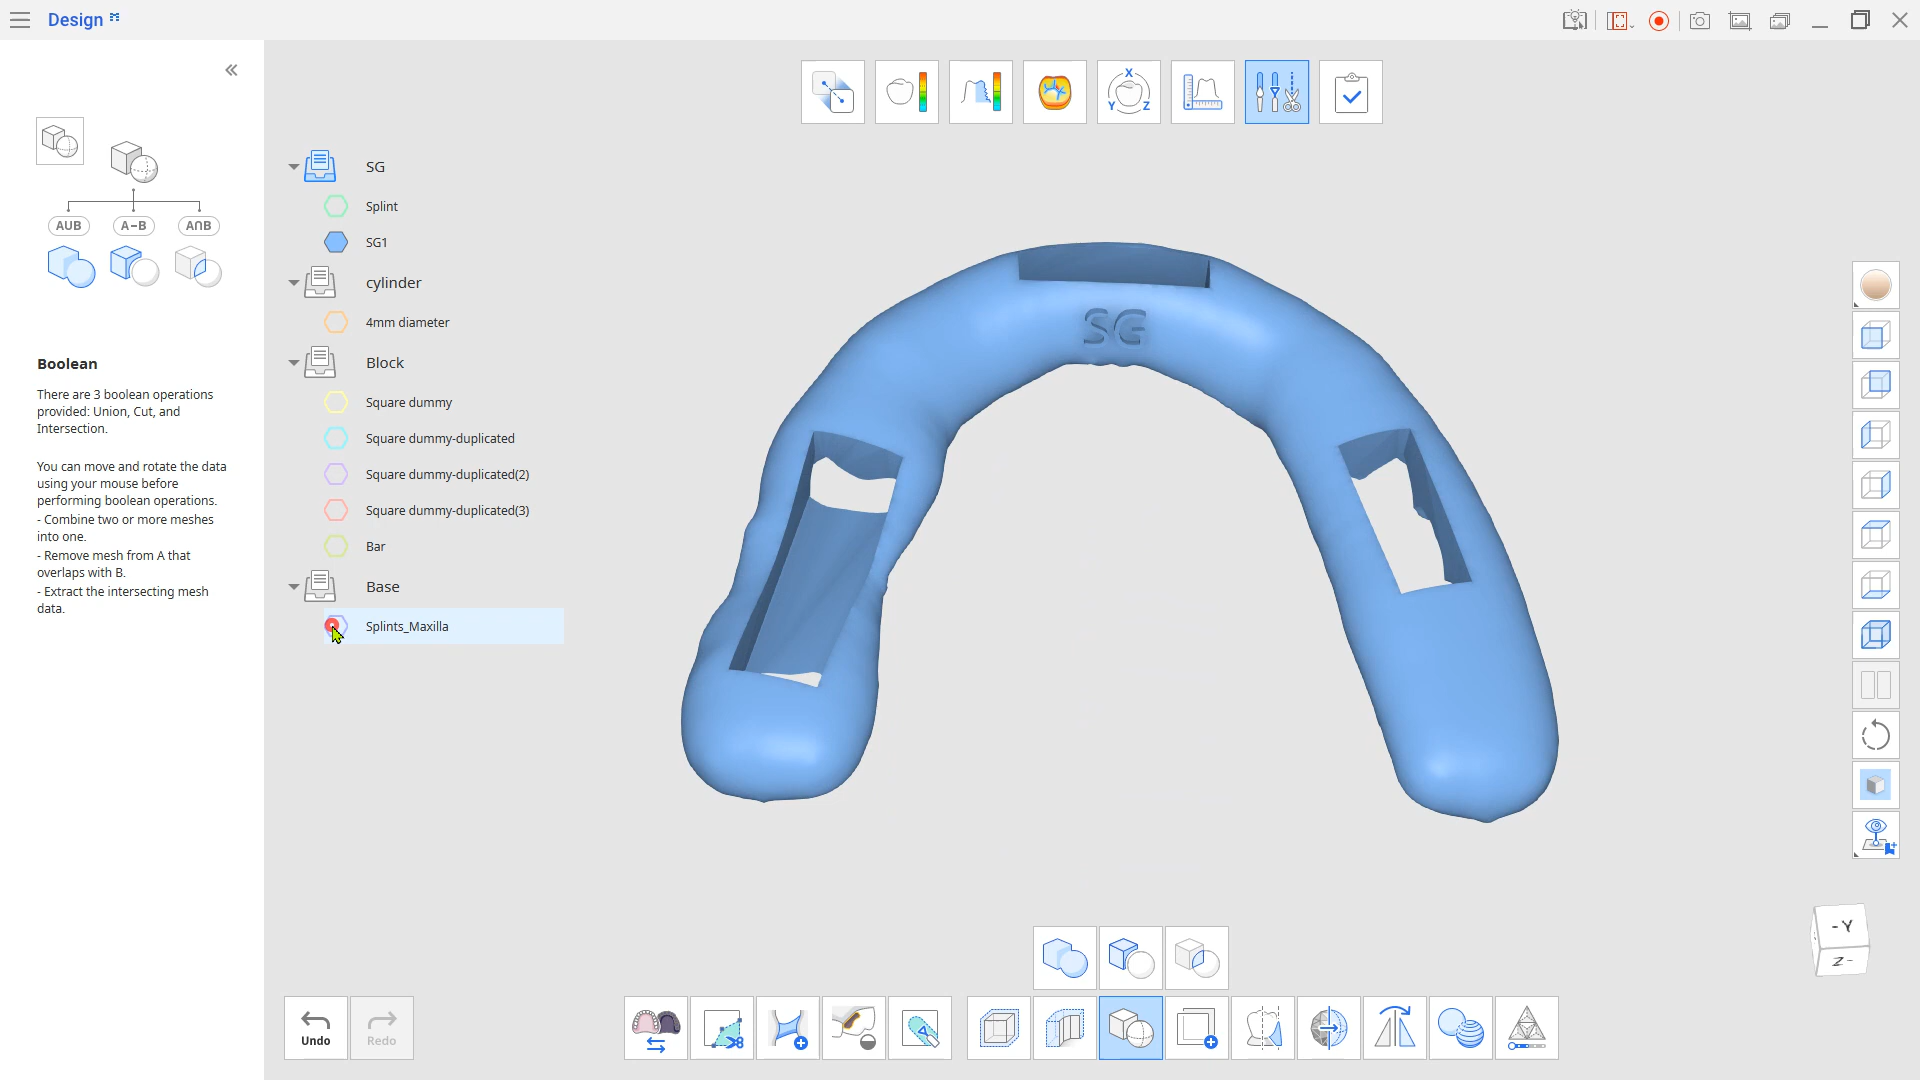 Design
AUB
A-B
A∩B
Boolean
There are 3 boolean operations
provided: Union, Cut, and
Intersection.
You can move and rotate the data
using your mouse before
performing boolean operations.
- Combine two or more meshes
into one.
- Remove mesh from A that
overlaps with B.
- Extract the intersecting mesh
data.
SG
Splint
SG1
cylinder
4mm diameter
Block
Square dummy
Square dummy-duplicated
Square dummy-duplicated(2)
Square dummy-duplicated(3)
Bar
Base
Splints_Maxilla
X
Y
Z
SG
-Y
Z-
Undo
Redo